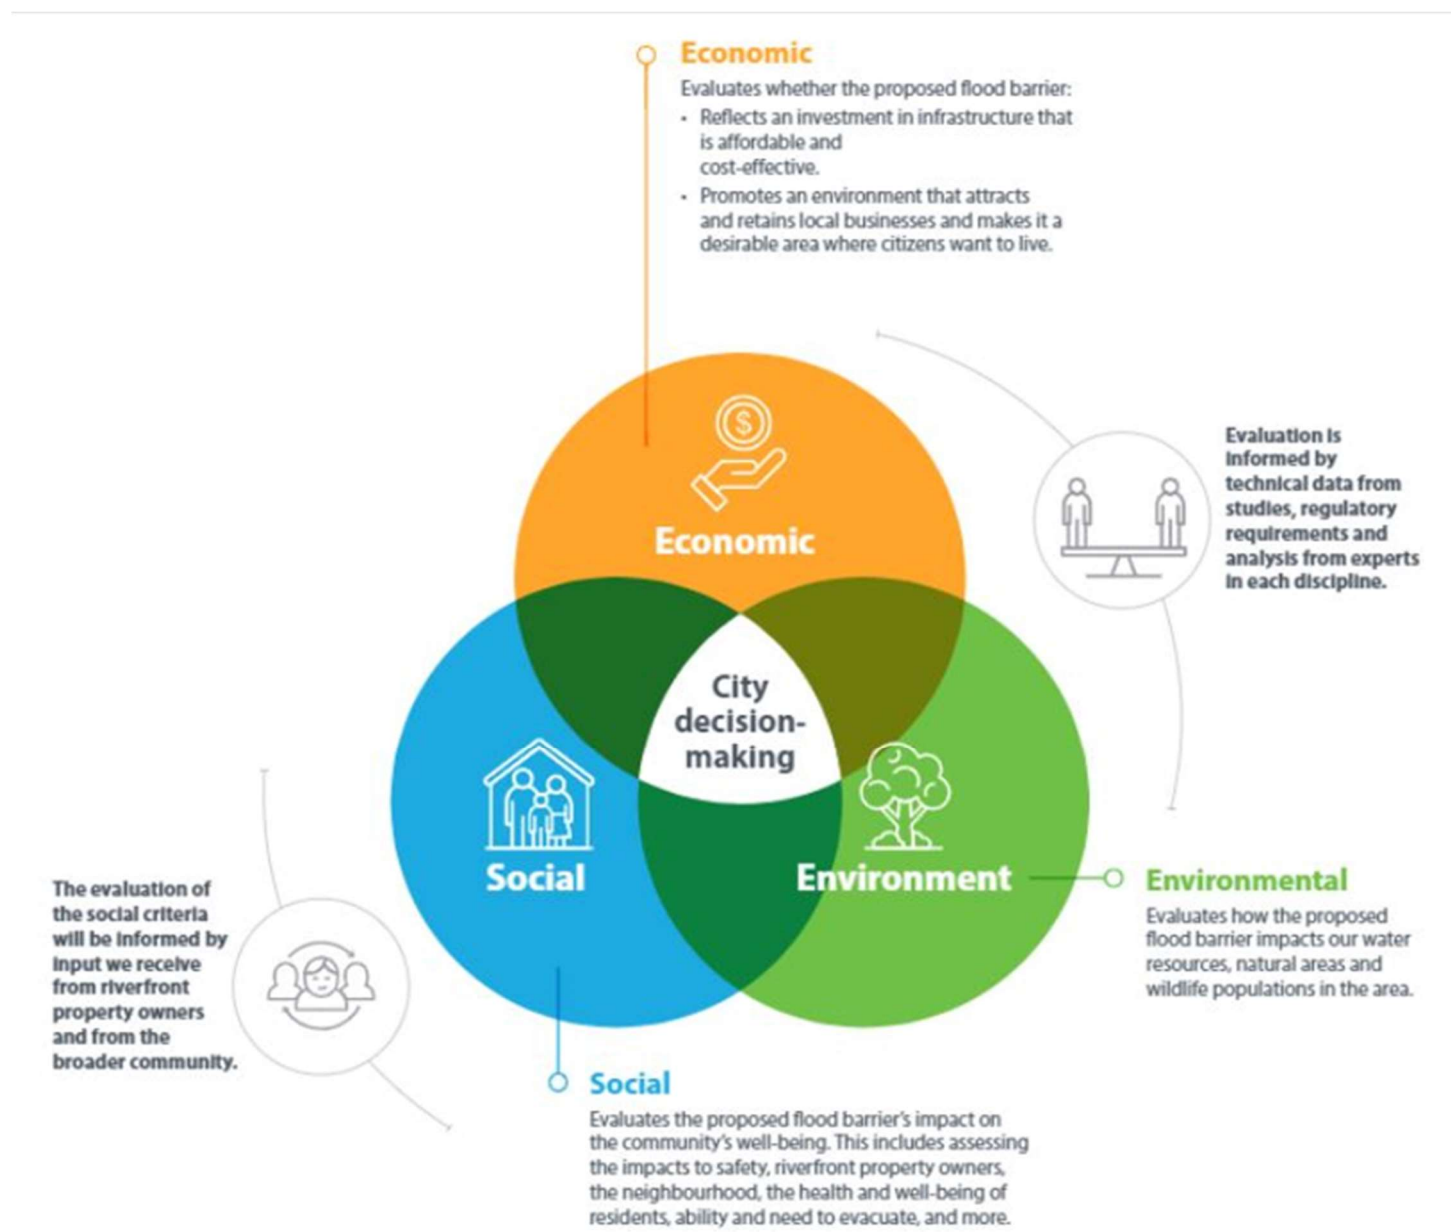 Economic
Evaluates whether the proposed flood barrier:
• Reflects an investment in infrastructure that
is affordable and
cost-effective.
• Promotes an environment that attracts
and retains local businesses and makes it a
desirable area where citizens want to live.
Evaluation is
informed by
technical data from
studies, regulatory
requirements and
analysis from experts
in each discipline.
$
Economic
City
decision-
making
Social
Environment
Environmental
Evaluates how the proposed
flood barrier impacts our water
resources, natural areas and
wildlife populations in the area.
The evaluation of
the social criteria
will be informed by
input we receive
from riverfront
property owners
and from the
broader community.
Social
Evaluates the proposed flood barrier's impact on
the community's well-being. This includes assessing
the impacts to safety, riverfront property owners,
the neighbourhood, the health and well-being of
residents, ability and need to evacuate, and more.